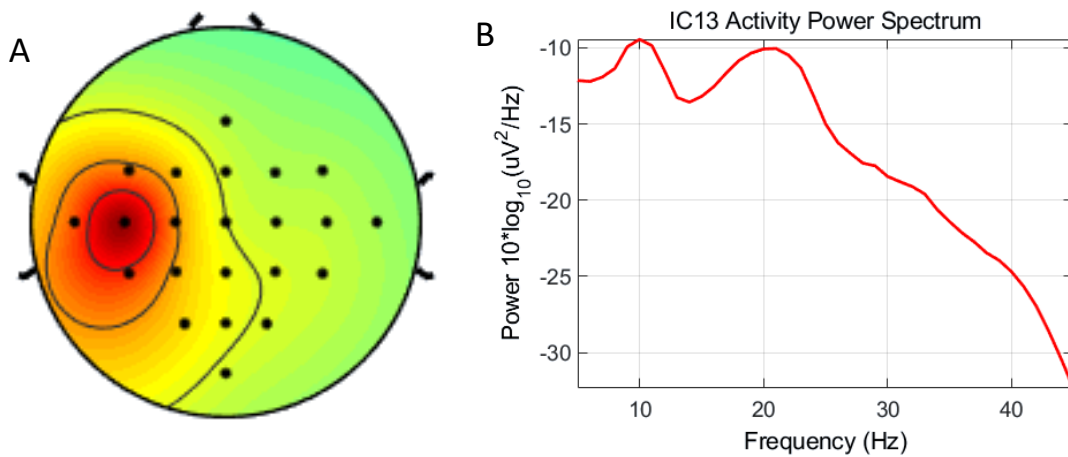 A
B
IC13 Activity Power Spectrum
Power 10*log10(uV2/Hz)
-10
-15
-20
-25
-30
10 20 30 40
Frequency (Hz)